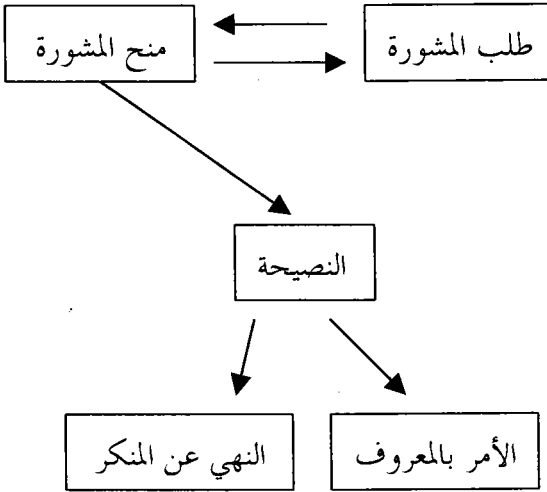 طلب المشورة
منح المشورة
النصيحة
الأمر بالمعروف
النهي عن المنكر